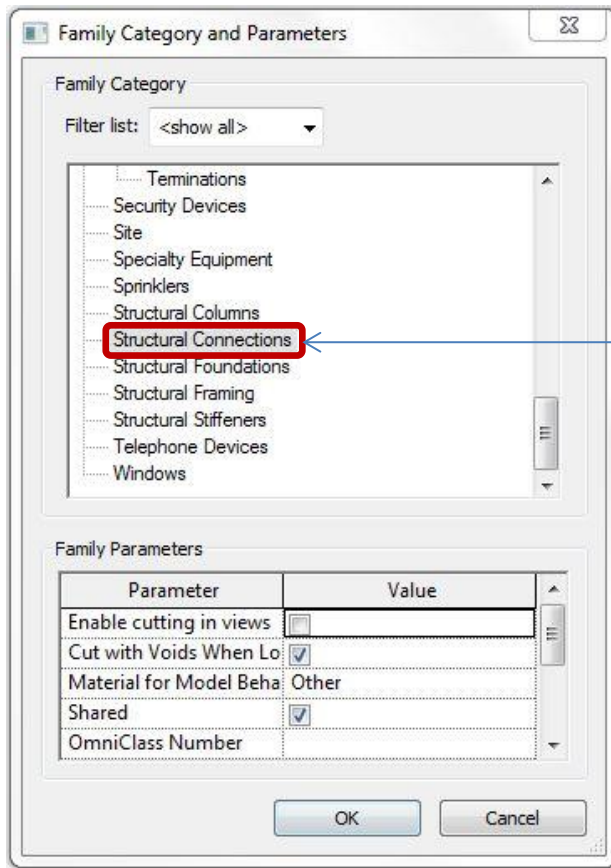 Family Category and Parameters
Family Category
Filter list: <show all>
Terminations
Security Devices
Site
Specialty Equipment
Sprinklers
Structural Columns
Structural Connections
Structural Foundations
Structural Framing
Structural Stiffeners
Telephone Devices
Windows
Family Parameters
Parameter Value
Enable cutting in views
Cut with Voids When Lo
Material for Model Beha Other
Shared
OmniClass Number
OK Cancel